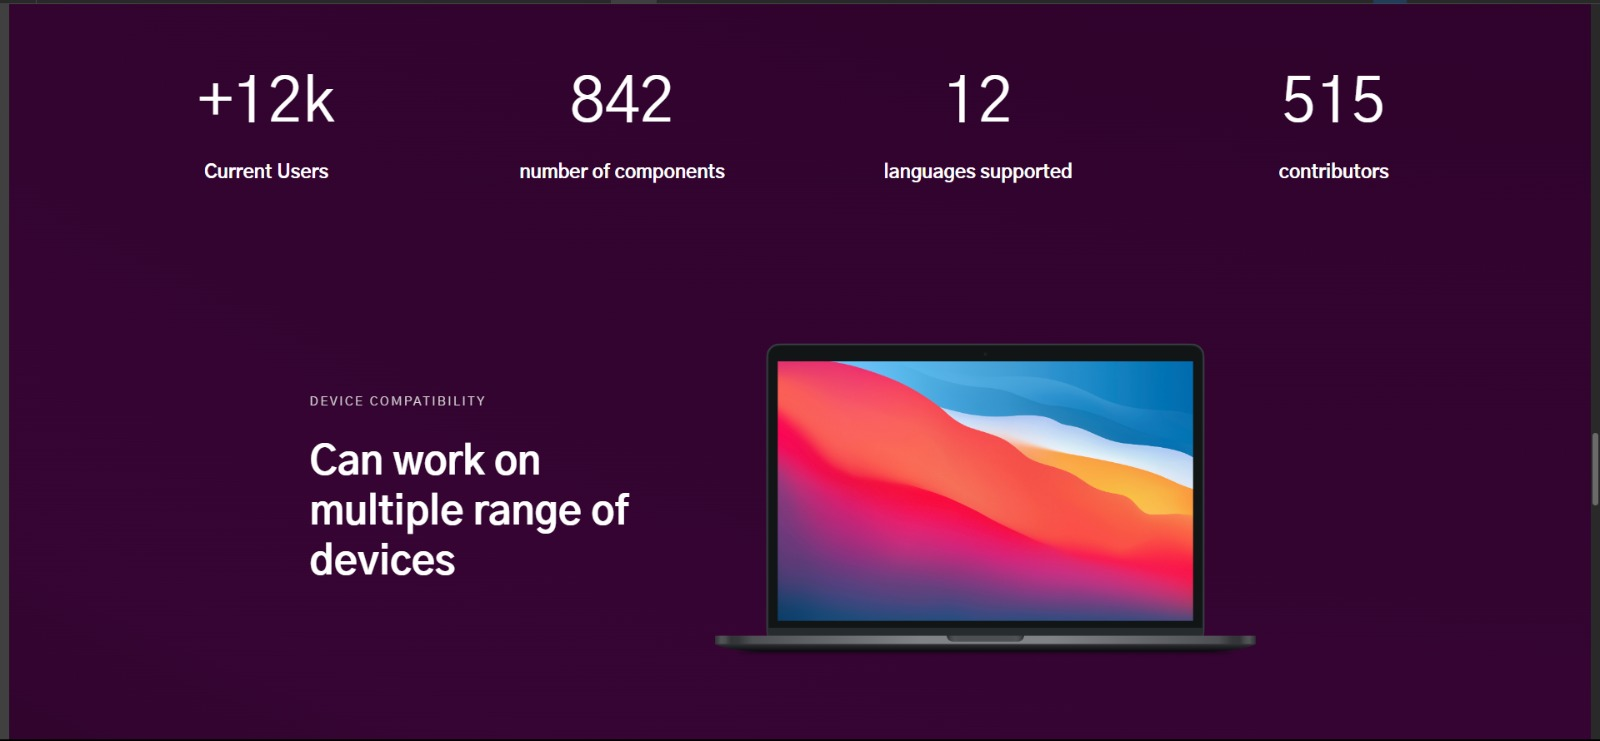 +12k
842
12
515
Current Users
number of components
languages supported
contributors
DEVICE COMPATIBILITY
Can work on
multiple range of
devices